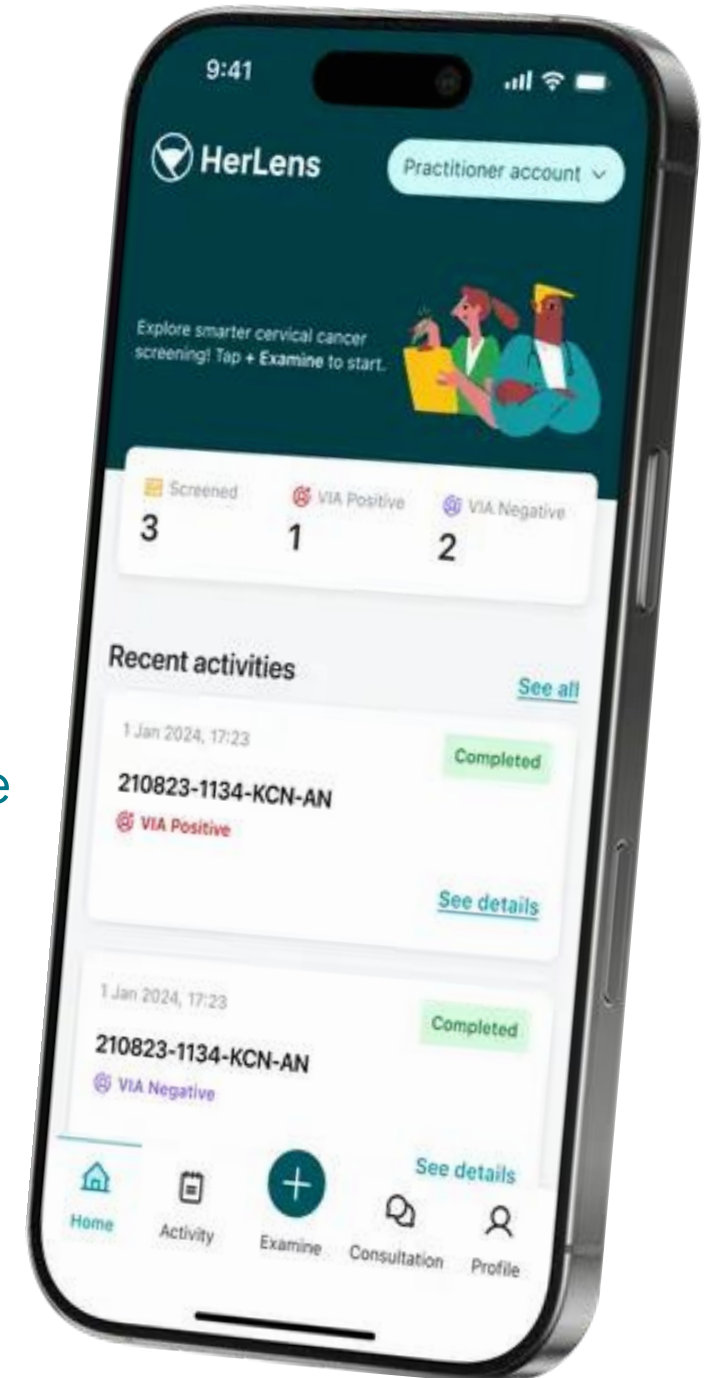 9:41
HerLens
Practitioner account
Explore smarter cervical cancer
screening! Tap + Examine to start.
Screened
VIA Positive
VIA Negative
3
1
2
Recent activities
See all
1 Jan 2024, 17:23
Completed
210823-1134-KCN-AN
VIA Positive
See details
e
1 Jan 2024, 17:23
Completed
210823-1134-KCN-AN
VIA Negative
See details
Home
Activity
Examine
Consultation
Profile